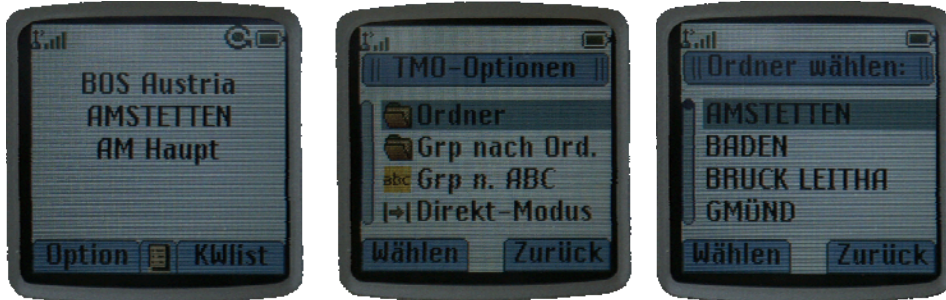 BOS Austria
AMSTETTEN
AM Haupt
Option KWlist
TMO-Optionen
Ordner
Grp nach Ord.
abc Grp n. ABC
Direkt-Modus
Wählen Zurück
Ordner wählen:
AMSTETTEN
BADEN
BRUCK LEITHA
GMÜND
Wählen Zurück